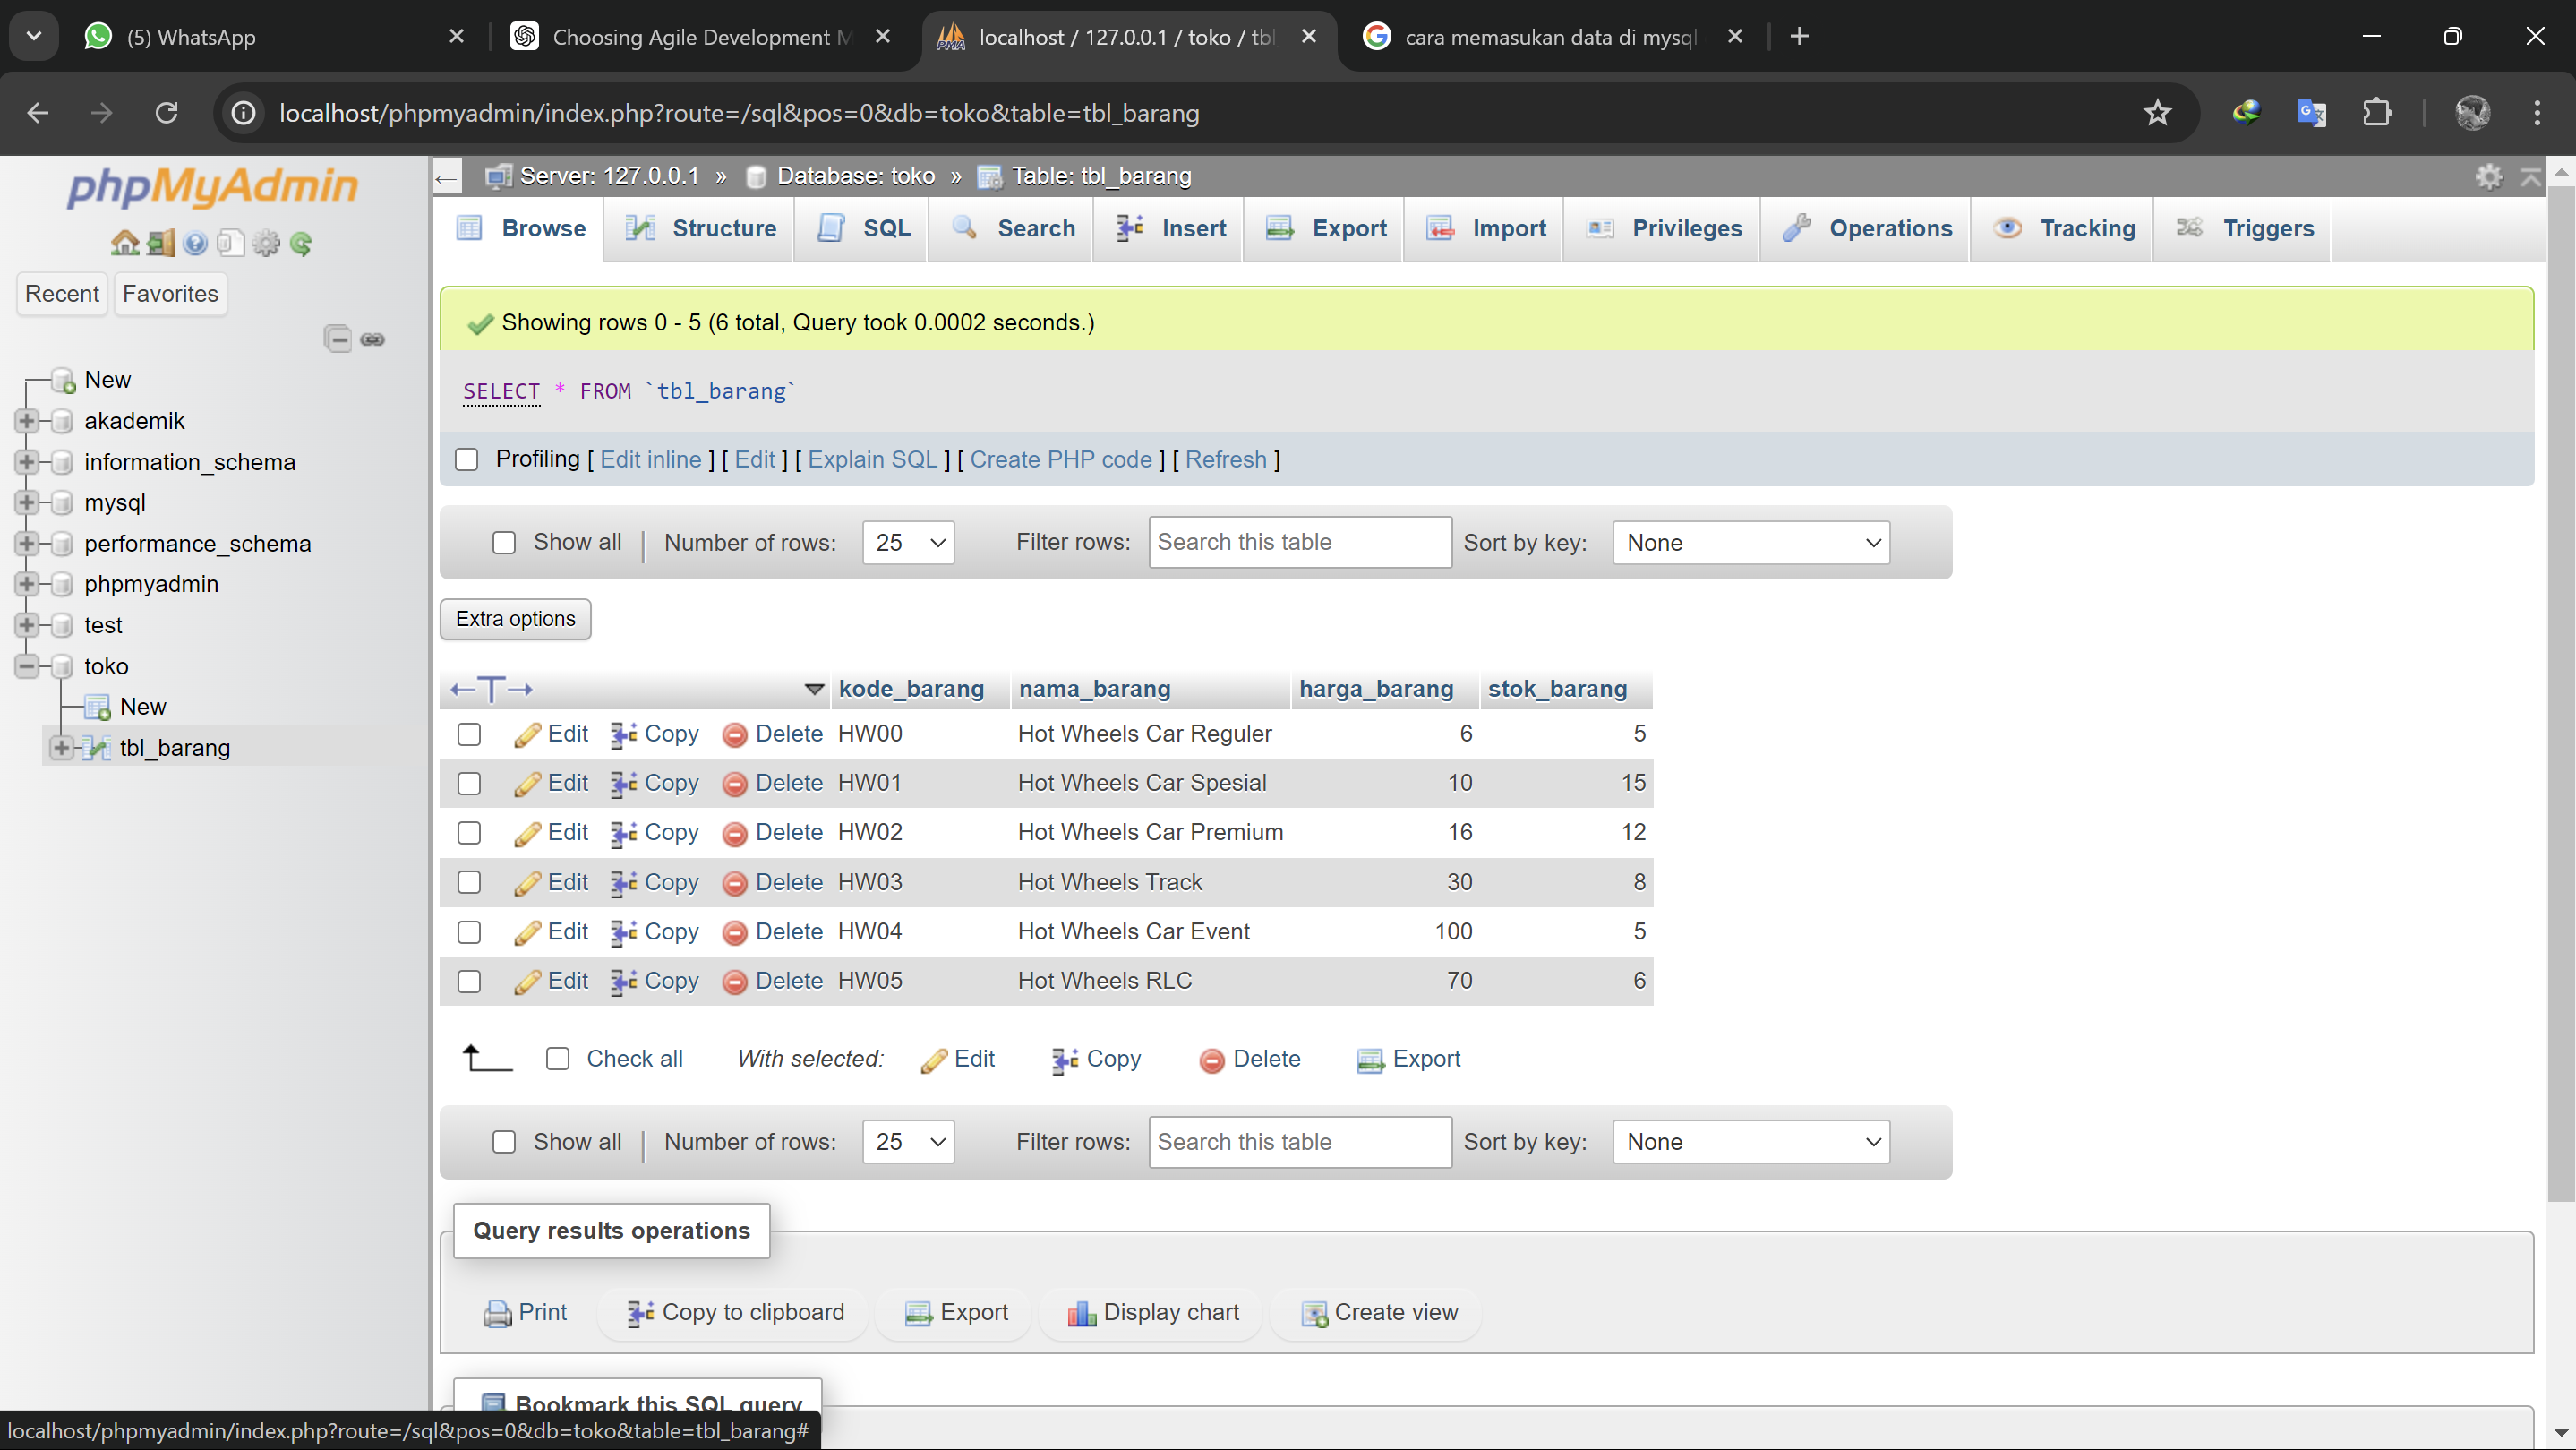 (5) WhatsApp
Choosing Agile Development M
localhost / 127.0.0.1 / toko / tbl
cara memasukan data di mysql
localhost/phpmyadmin/index.php?route=/sql&pos=0&db=toko&table=tbl_barang
phpMyAdmin
Recent Favorites
New
akademik
information_schema
mysql
performance_schema
phpmyadmin
test
toko
New
tbl_barang
Server: 127.0.0.1 » Database: toko » Table: tbl_barang
Browse Structure SQL Search Insert Export Import Privileges Operations Tracking Triggers
Showing rows 0 - 5 (6 total, Query took 0.0002 seconds.)
SELECT * FROM `tbl_barang`
Profiling [ Edit inline ] [ Edit ] [ Explain SQL ] [ Create PHP code ] [ Refresh ]
Show all | Number of rows: 25 Filter rows: Search this table Sort by key: None
Extra options
←T→ kode_barang nama_barang harga_barang stok_barang
Edit Copy Delete HW00 Hot Wheels Car Reguler 6 5
Edit Copy Delete HW01 Hot Wheels Car Spesial 10 15
Edit Copy Delete HW02 Hot Wheels Car Premium 16 12
Edit Copy Delete HW03 Hot Wheels Track 30 8
Edit Copy Delete HW04 Hot Wheels Car Event 100 5
Edit Copy Delete HW05 Hot Wheels RLC 70 6
Check all With selected: Edit Copy Delete Export
Show all | Number of rows: 25 Filter rows: Search this table Sort by key: None
Query results operations
Print Copy to clipboard Export Display chart Create view
Bookmark this SQL query
localhost/phpmyadmin/index.php?route=/sql&pos=0&db=toko&table=tbl_barang#